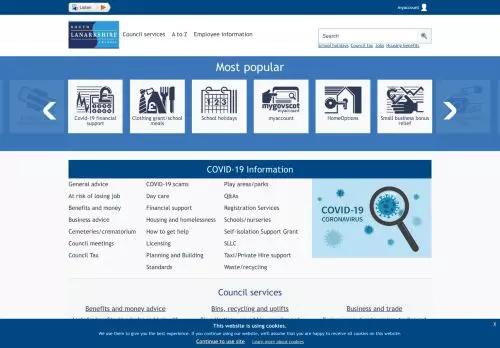 Listen
myaccount
SOUTH
LANARKSHIRE
COUNCIL
Council services
A to Z
Employee information
Search
School holidays Council tax Jobs Housing benefits
Most popular
Covid-19 financial support
Clothing grant/school meals
School holidays
mygovscot
myaccount
myaccount
HomeOptions
Small business bonus relief
COVID-19 Information
General advice
At risk of losing job
Benefits and money
Business advice
Cemeteries/crematorium
Council meetings
Council Tax
COVID-19 scams
Day care
Financial support
Housing and homelessness
How to get help
Licensing
Planning and Building Standards
Play areas/parks
Q&As
Registration Services
Schools/nurseries
Self-isolation Support Grant
SLLC
Taxi/Private Hire support
Waste/recycling
COVID-19
CORONAVIRUS
Council services
Benefits and money advice
Bins, recycling and uplifts
Business and trade
This website is using cookies.
We use them to give you the best experience. If you continue using our website, we'll assume that you are happy to receive all cookies on this website.
Continue to use site
Learn more about cookies
X